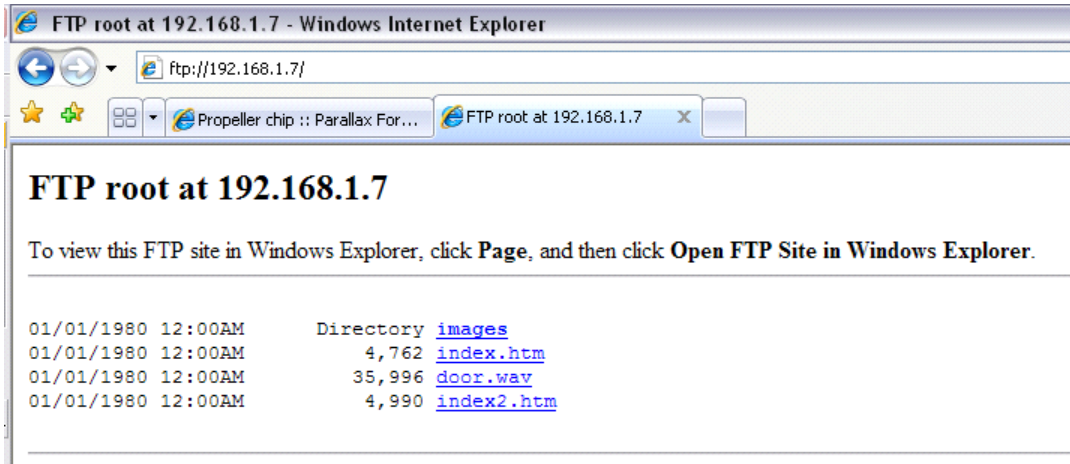 FTP root at 192.168.1.7 - Windows Internet Explorer
ftp://192.168.1.7/
Propeller chip :: Parallax For... FTP root at 192.168.1.7 x
FTP root at 192.168.1.7
To view this FTP site in Windows Explorer, click Page, and then click Open FTP Site in Windows Explorer.
01/01/1980 12:00AM Directory images
01/01/1980 12:00AM 4,762 index.htm
01/01/1980 12:00AM 35,996 door.wav
01/01/1980 12:00AM 4,990 index2.htm